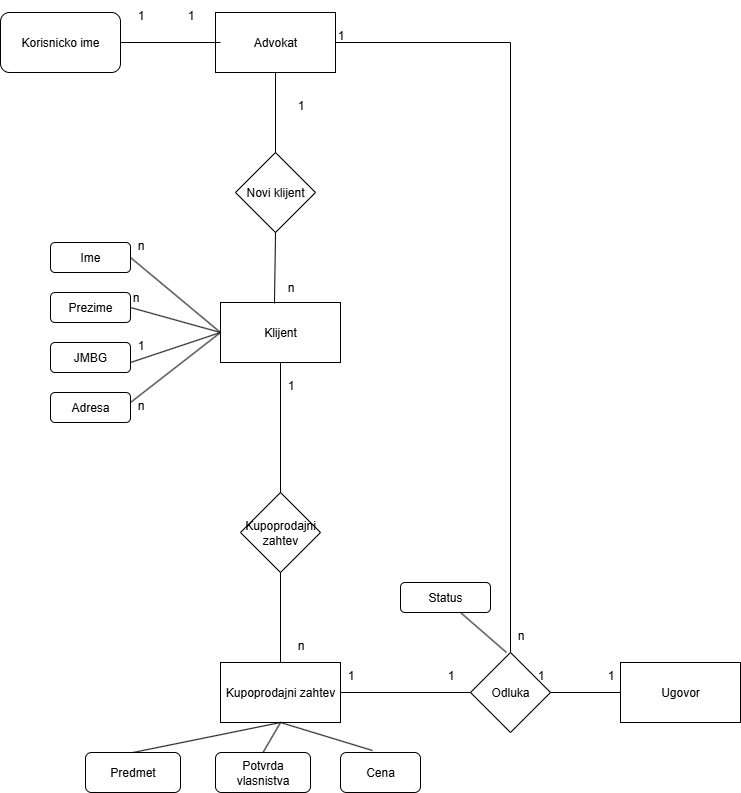 1
1
Korisnicko ime
Advokat
1
1
Novi klijent
n
Ime
n
n
Prezime
Klijent
1
JMBG
1
Adresa
n
Kupoprodajni
zahtev
Status
n
n
1
1
1
1
Kupoprodajni zahtev
Odluka
Ugovor
Predmet
Potvrda
vlasnistva
Cena